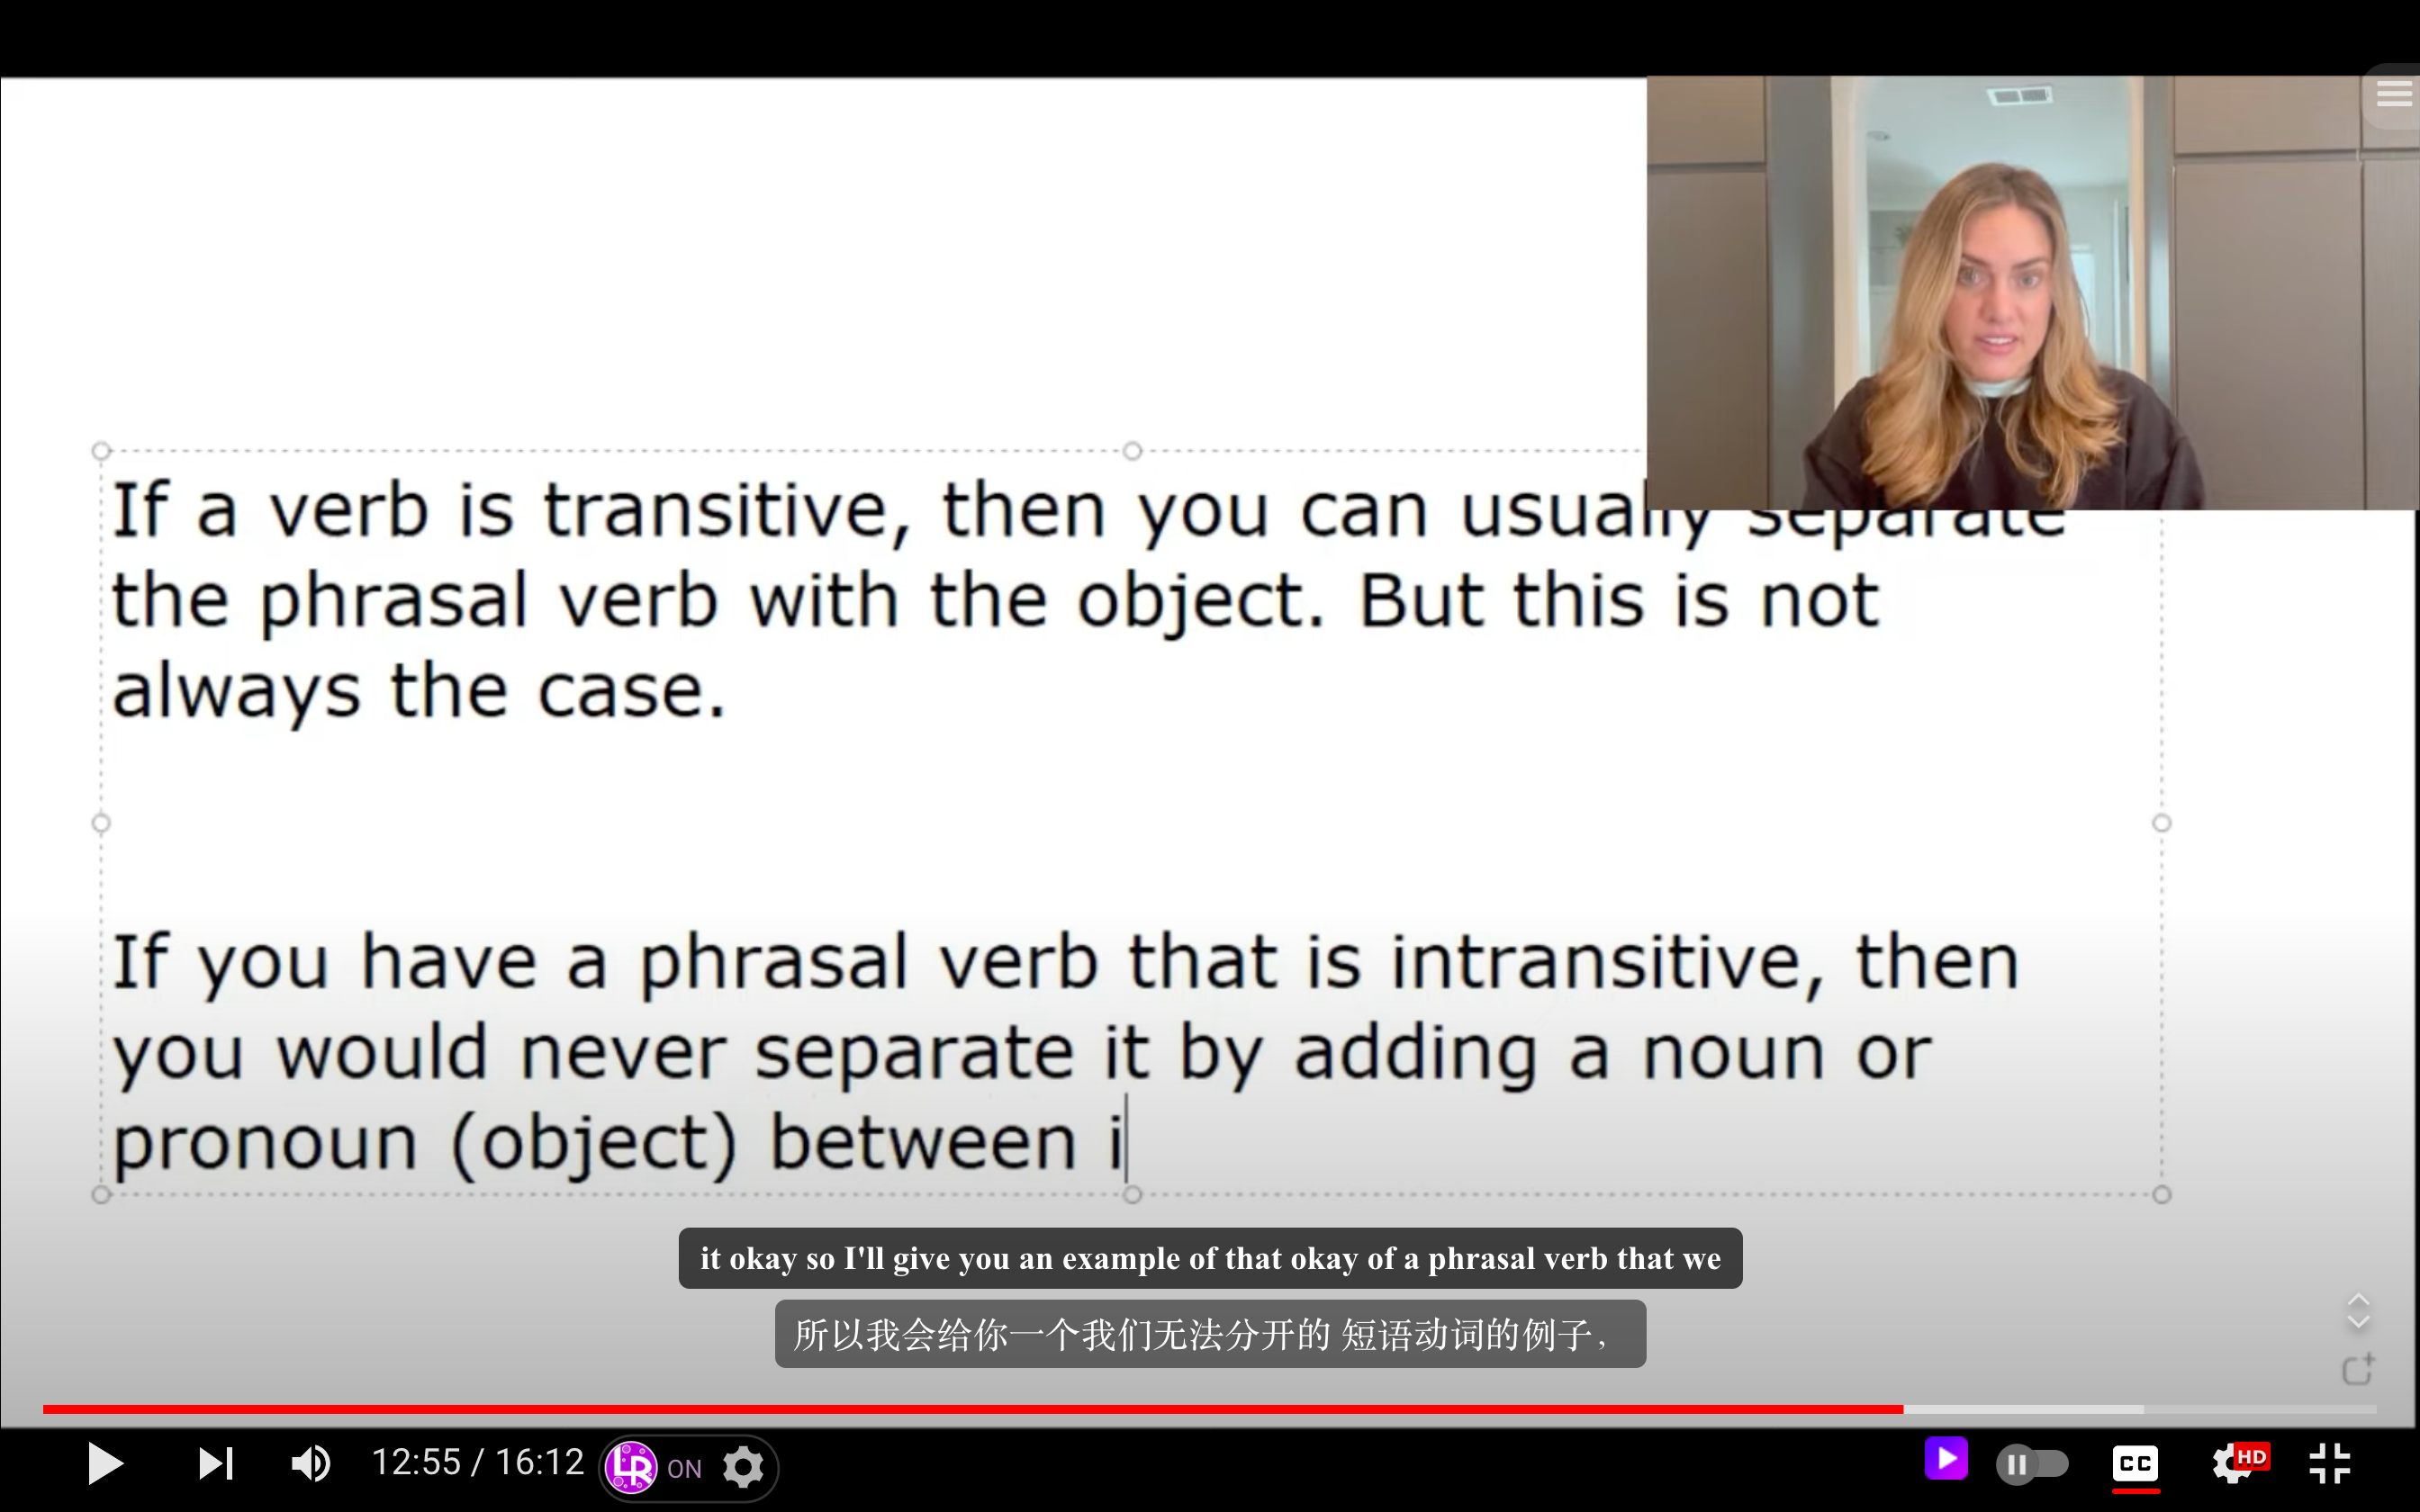 If a verb is transitive, then you can usually separate
the phrasal verb with the object. But this is not
always the case.
If you have a phrasal verb that is intransitive, then
you would never separate it by adding a noun or
pronoun (object) between i
it okay so I'll give you an example of that okay of a phrasal verb that we
所以我会给你一个我们无法分开的 短语动词的例子，
12:55 / 16:12 LR ON CC HD